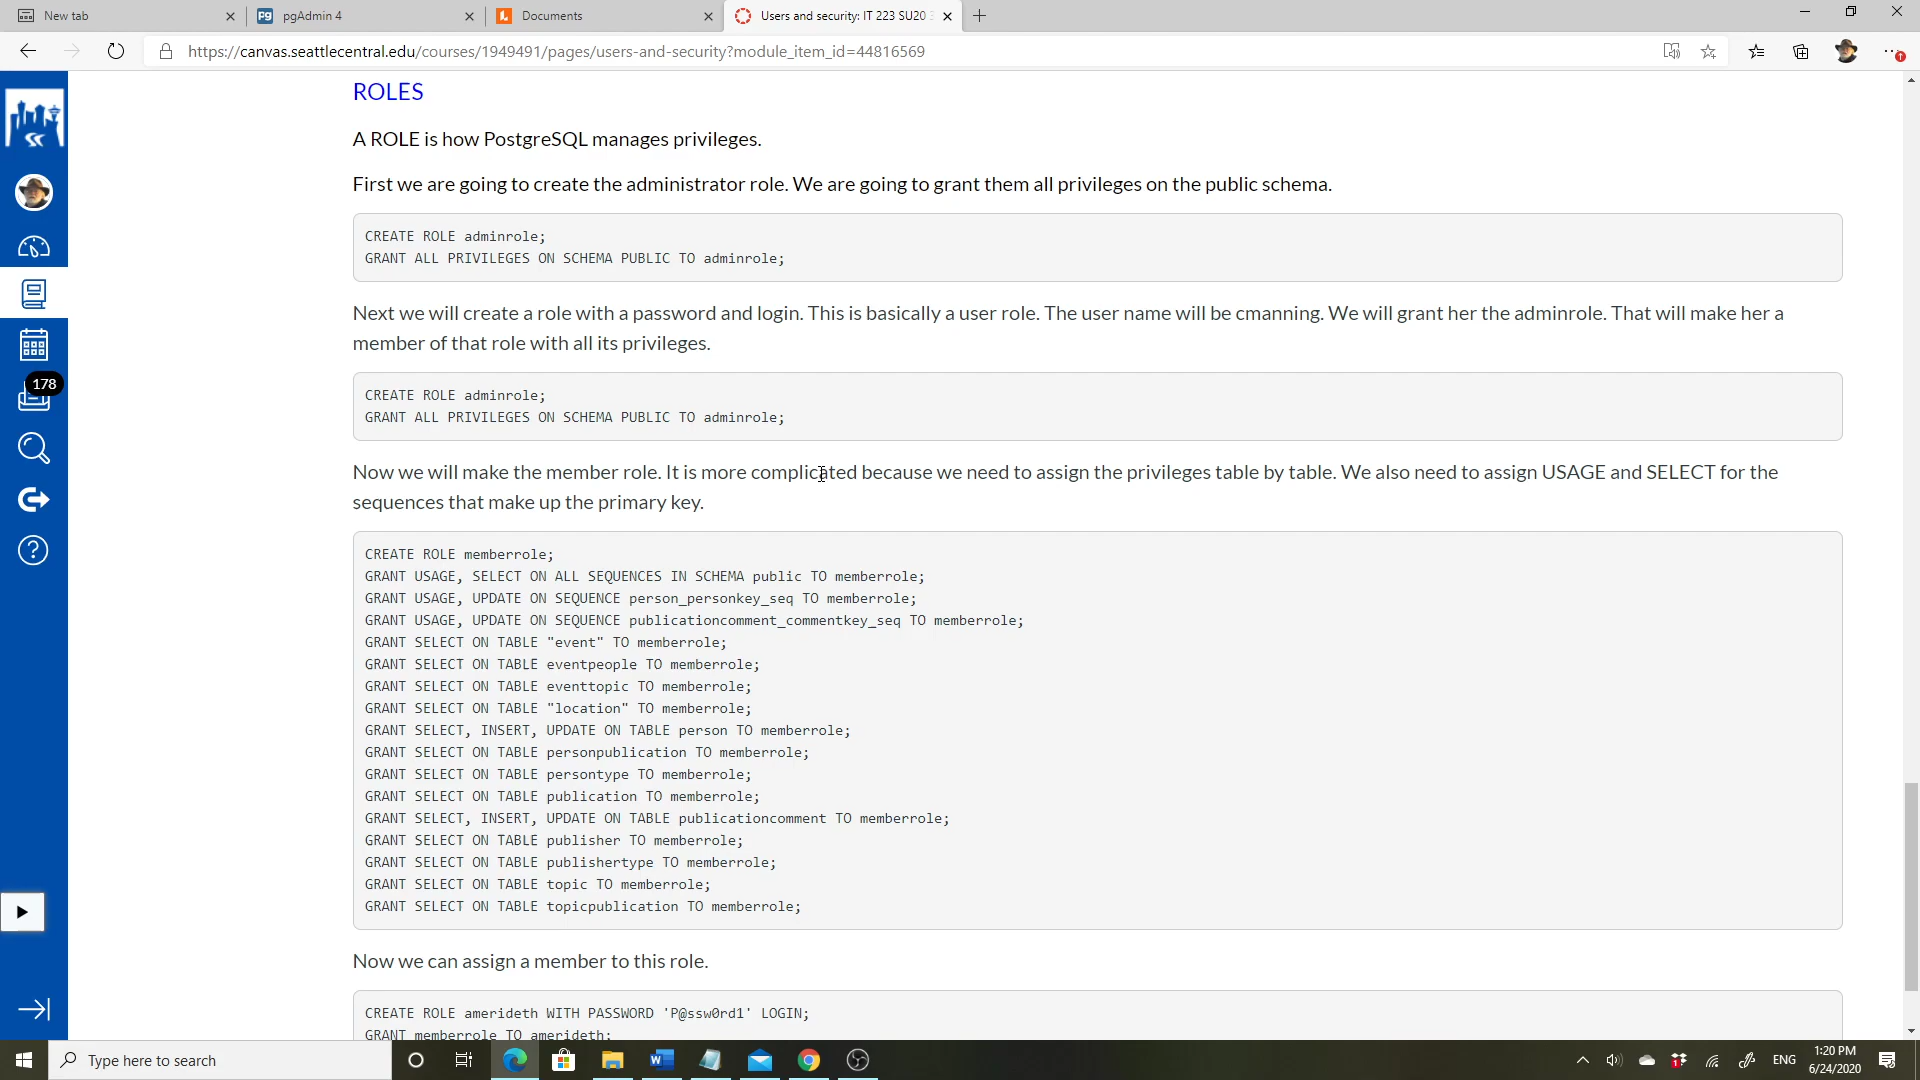 New tab
pgAdmin 4
Documents
Users and security: IT 223 SU20
https://canvas.seattlecentral.edu/courses/1949491/pages/users-and-security?module_item_id=44816569
ROLES
A ROLE is how PostgreSQL manages privileges.
First we are going to create the administrator role. We are going to grant them all privileges on the public schema.
CREATE ROLE adminrole;
GRANT ALL PRIVILEGES ON SCHEMA PUBLIC TO adminrole;
Next we will create a role with a password and login. This is basically a user role. The user name will be cmanning. We will grant her the adminrole. That will make her a
member of that role with all its privileges.
CREATE ROLE adminrole;
GRANT ALL PRIVILEGES ON SCHEMA PUBLIC TO adminrole;
178
Now we will make the member role. It is more complicated because we need to assign the privileges table by table. We also need to assign USAGE and SELECT for the
sequences that make up the primary key.
CREATE ROLE memberrole;
GRANT USAGE, SELECT ON ALL SEQUENCES IN SCHEMA public TO memberrole;
GRANT USAGE, UPDATE ON SEQUENCE person_personkey_seq TO memberrole;
GRANT USAGE, UPDATE ON SEQUENCE publicationcomment_commentkey_seq TO memberrole;
GRANT SELECT ON TABLE "event" TO memberrole;
GRANT SELECT ON TABLE eventpeople TO memberrole;
GRANT SELECT ON TABLE eventtopic TO memberrole;
GRANT SELECT ON TABLE "location" TO memberrole;
GRANT SELECT, INSERT, UPDATE ON TABLE person TO memberrole;
GRANT SELECT ON TABLE personpublication TO memberrole;
GRANT SELECT ON TABLE persontype TO memberrole;
GRANT SELECT ON TABLE publication TO memberrole;
GRANT SELECT, INSERT, UPDATE ON TABLE publicationcomment TO memberrole;
GRANT SELECT ON TABLE publisher TO memberrole;
GRANT SELECT ON TABLE publishertype TO memberrole;
GRANT SELECT ON TABLE topic TO memberrole;
GRANT SELECT ON TABLE topicpublication TO memberrole;
Now we can assign a member to this role.
CREATE ROLE amerideth WITH PASSWORD 'P@ssw0rd1' LOGIN;
GRANT memberrole TO amerideth;
Type here to search
ENG
1:20 PM
6/24/2020